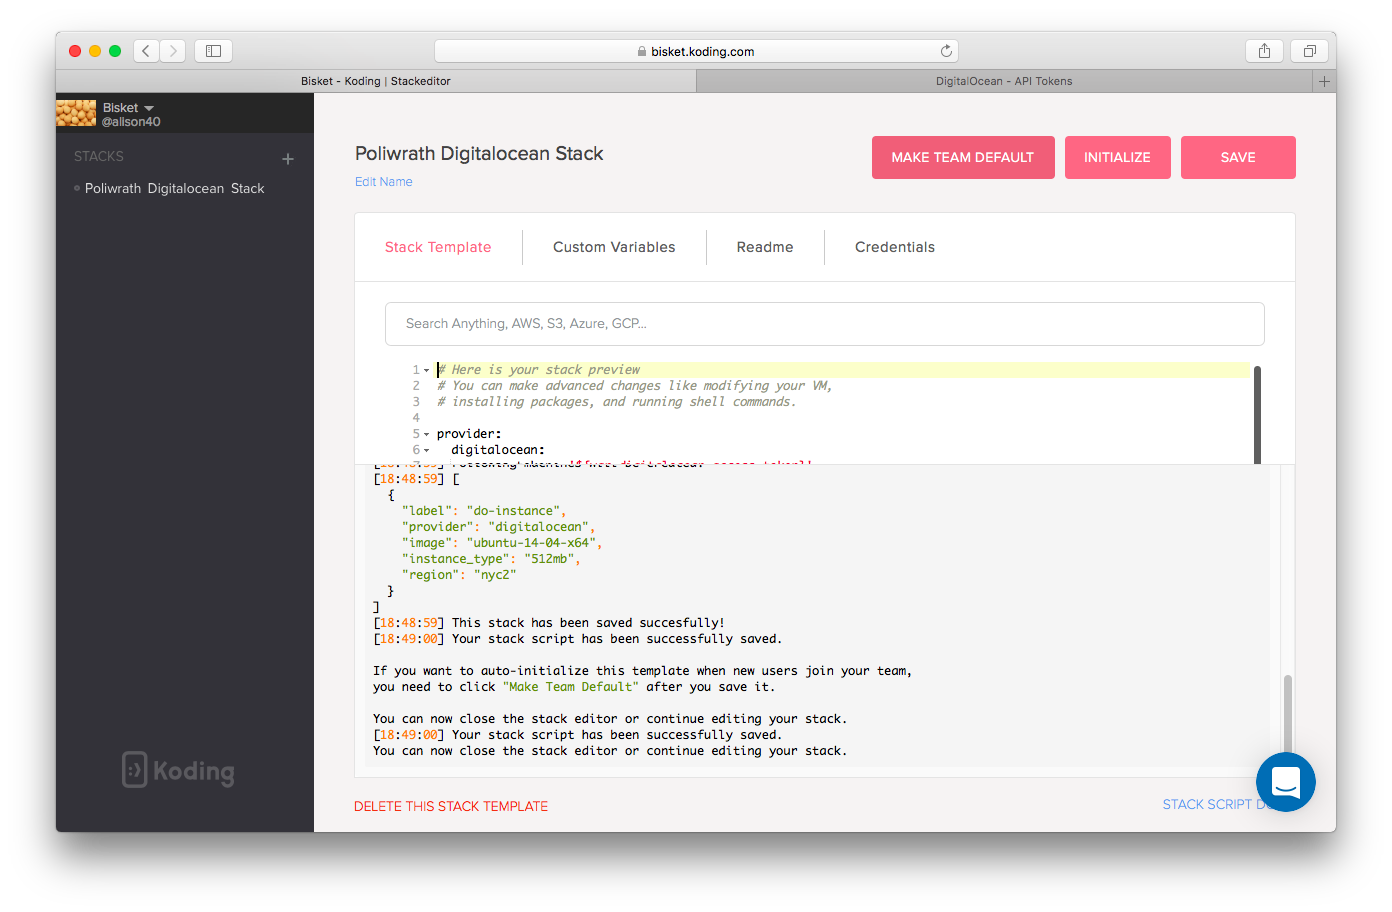 bisket.koding.com
Bisket - Koding | Stackeditor
DigitalOcean - API Tokens
Bisket
@alison40
STACKS
Poliwrath Digitalocean Stack
Poliwrath Digitalocean Stack
Edit Name
MAKE TEAM DEFAULT
INITIALIZE
SAVE
Stack Template
Custom Variables
Readme
Credentials
Search Anything, AWS, S3, Azure, GCP...
1 # Here is your stack preview
2 # You can make advanced changes like modifying your VM,
3 # installing packages, and running shell commands.
4
5 provider:
6 digitalocean:
[18:48:59] [
{
"label": "do-instance",
"provider": "digitalocean",
"image": "ubuntu-14-04-x64",
"instance_type": "512mb",
"region": "nyc2"
}
]
[18:48:59] This stack has been saved succesfully!
[18:49:00] Your stack script has been successfully saved.
If you want to auto-initialize this template when new users join your team,
you need to click "Make Team Default" after you save it.
You can now close the stack editor or continue editing your stack.
[18:49:00] Your stack script has been successfully saved.
You can now close the stack editor or continue editing your stack.
:) Koding
DELETE THIS STACK TEMPLATE
STACK SCRIPT